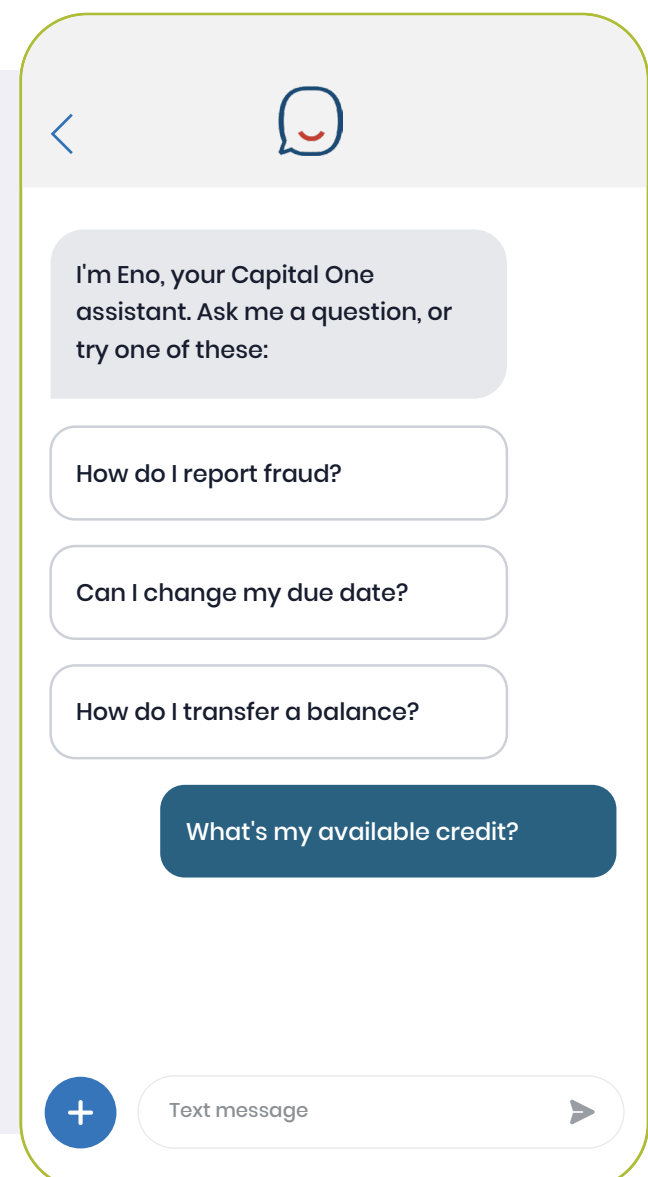 I'm Eno, your Capital One
assistant. Ask me a question, or
try one of these:
How do I report fraud?
Can I change my due date?
How do I transfer a balance?
What's my available credit?
Text message